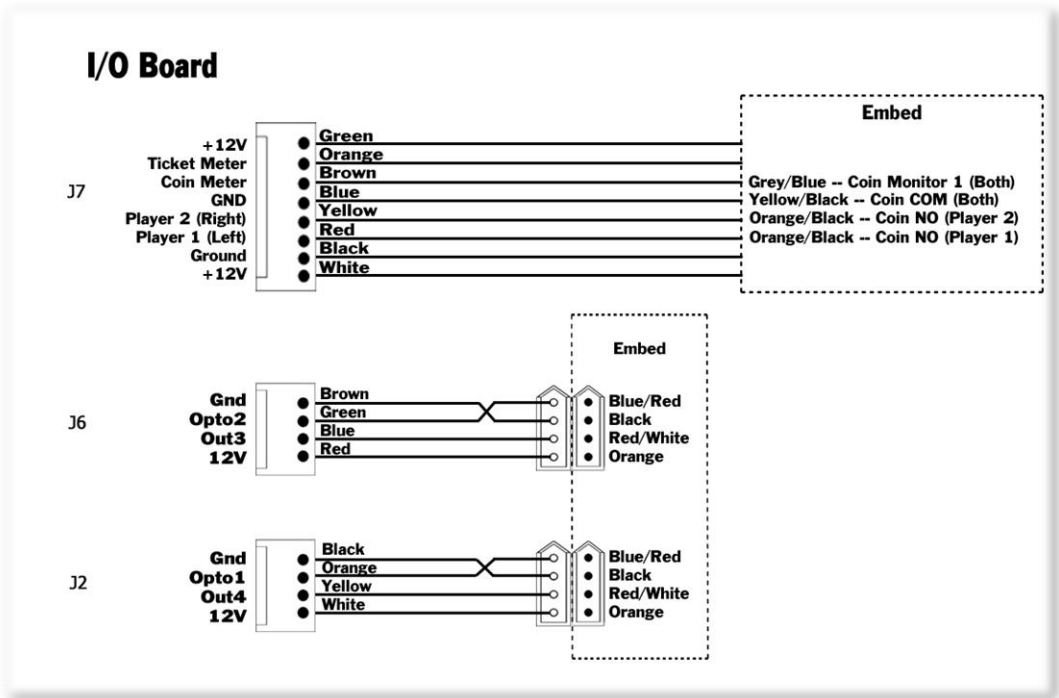 I/O Board
Embed
J7
+12V Green
Ticket Meter Orange
Coin Meter Brown Grey/Blue -- Coin Monitor 1 (Both)
GND Blue Yellow/Black -- Coin COM (Both)
Player 2 (Right) Yellow Orange/Black -- Coin NO (Player 2)
Player 1 (Left) Red Orange/Black -- Coin NO (Player 1)
Ground Black
+12V White
Embed
J6
Gnd Brown Blue/Red
Opto2 Green Black
Out3 Blue Red/White
12V Red Orange
J2
Gnd Black Blue/Red
Opto1 Orange Black
Out4 Yellow Red/White
12V White Orange